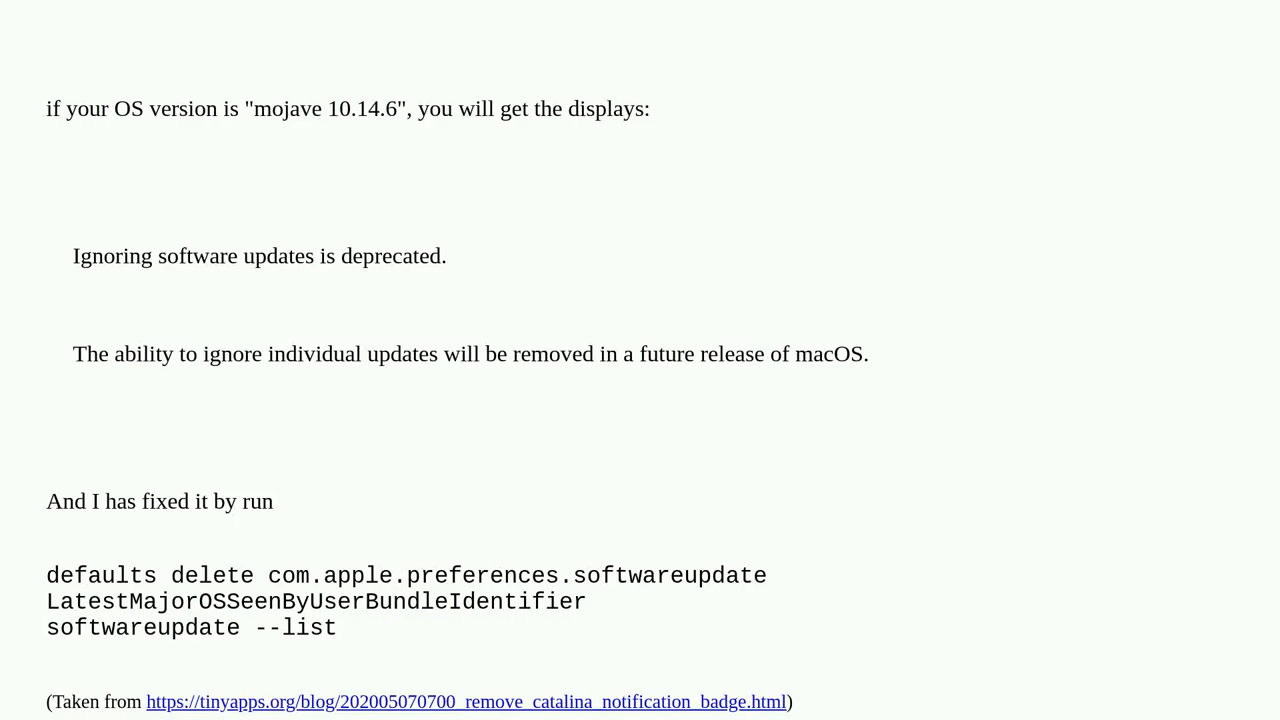 if your OS version is "mojave 10.14.6", you will get the displays:
Ignoring software updates is deprecated.
The ability to ignore individual updates will be removed in a future release of macOS.
And I has fixed it by run
defaults delete com.apple.preferences.softwareupdate
LatestMajorOSSeenByUserBundleIdentifier
softwareupdate --list
(Taken from https://tinyapps.org/blog/202005070700_remove_catalina_notification_badge.html)